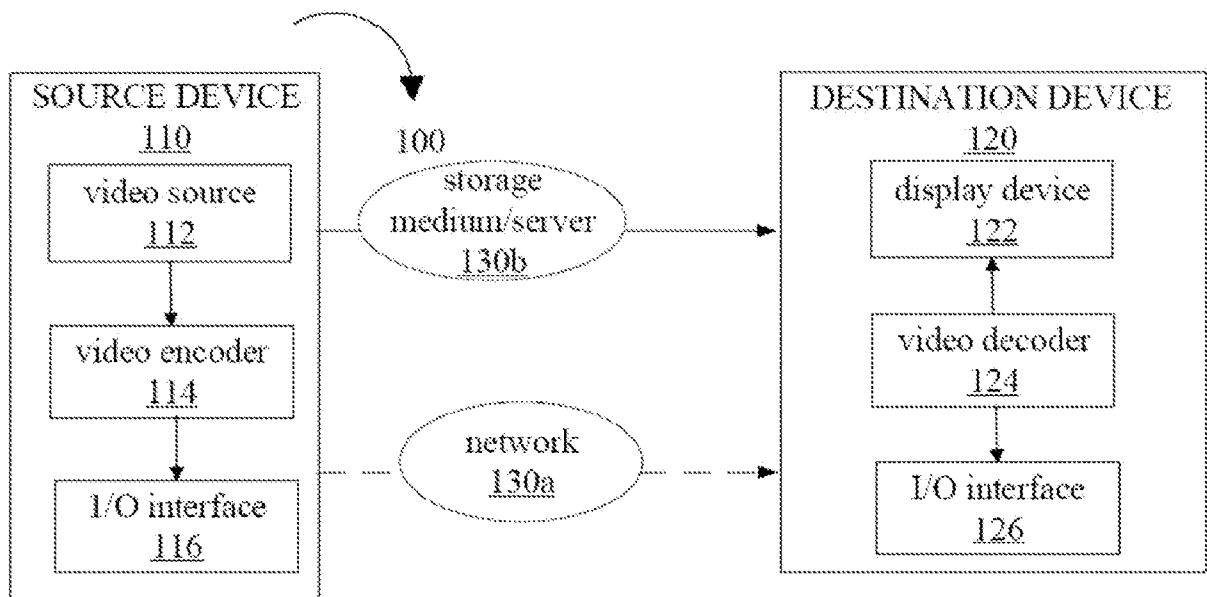 SOURCE DEVICE
110
video source
112
video encoder
114
I/O interface
116
100
storage
medium/server
130b
network
130a
DESTINATION DEVICE
120
display device
122
video decoder
124
I/O interface
126